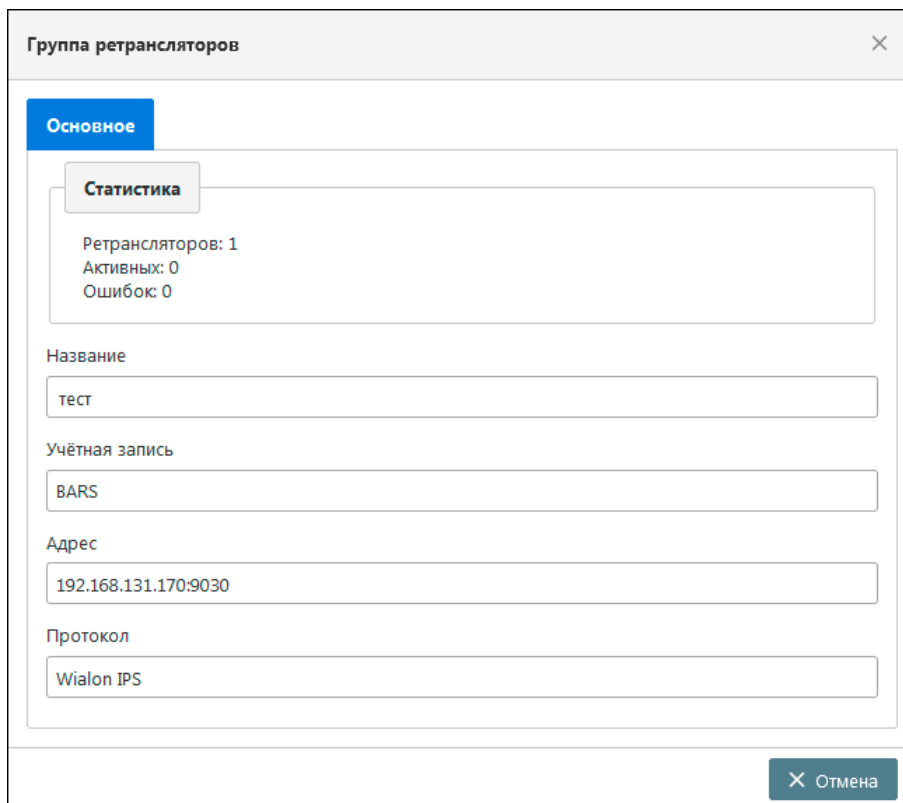 Группа ретрансляторов
Основное
Статистика
Ретрансляторов: 1
Активных: 0
Ошибок: 0
Название
тест
Учётная запись
BARS
Адрес
192.168.131.170:9030
Протокол
Wialon IPS
Отмена